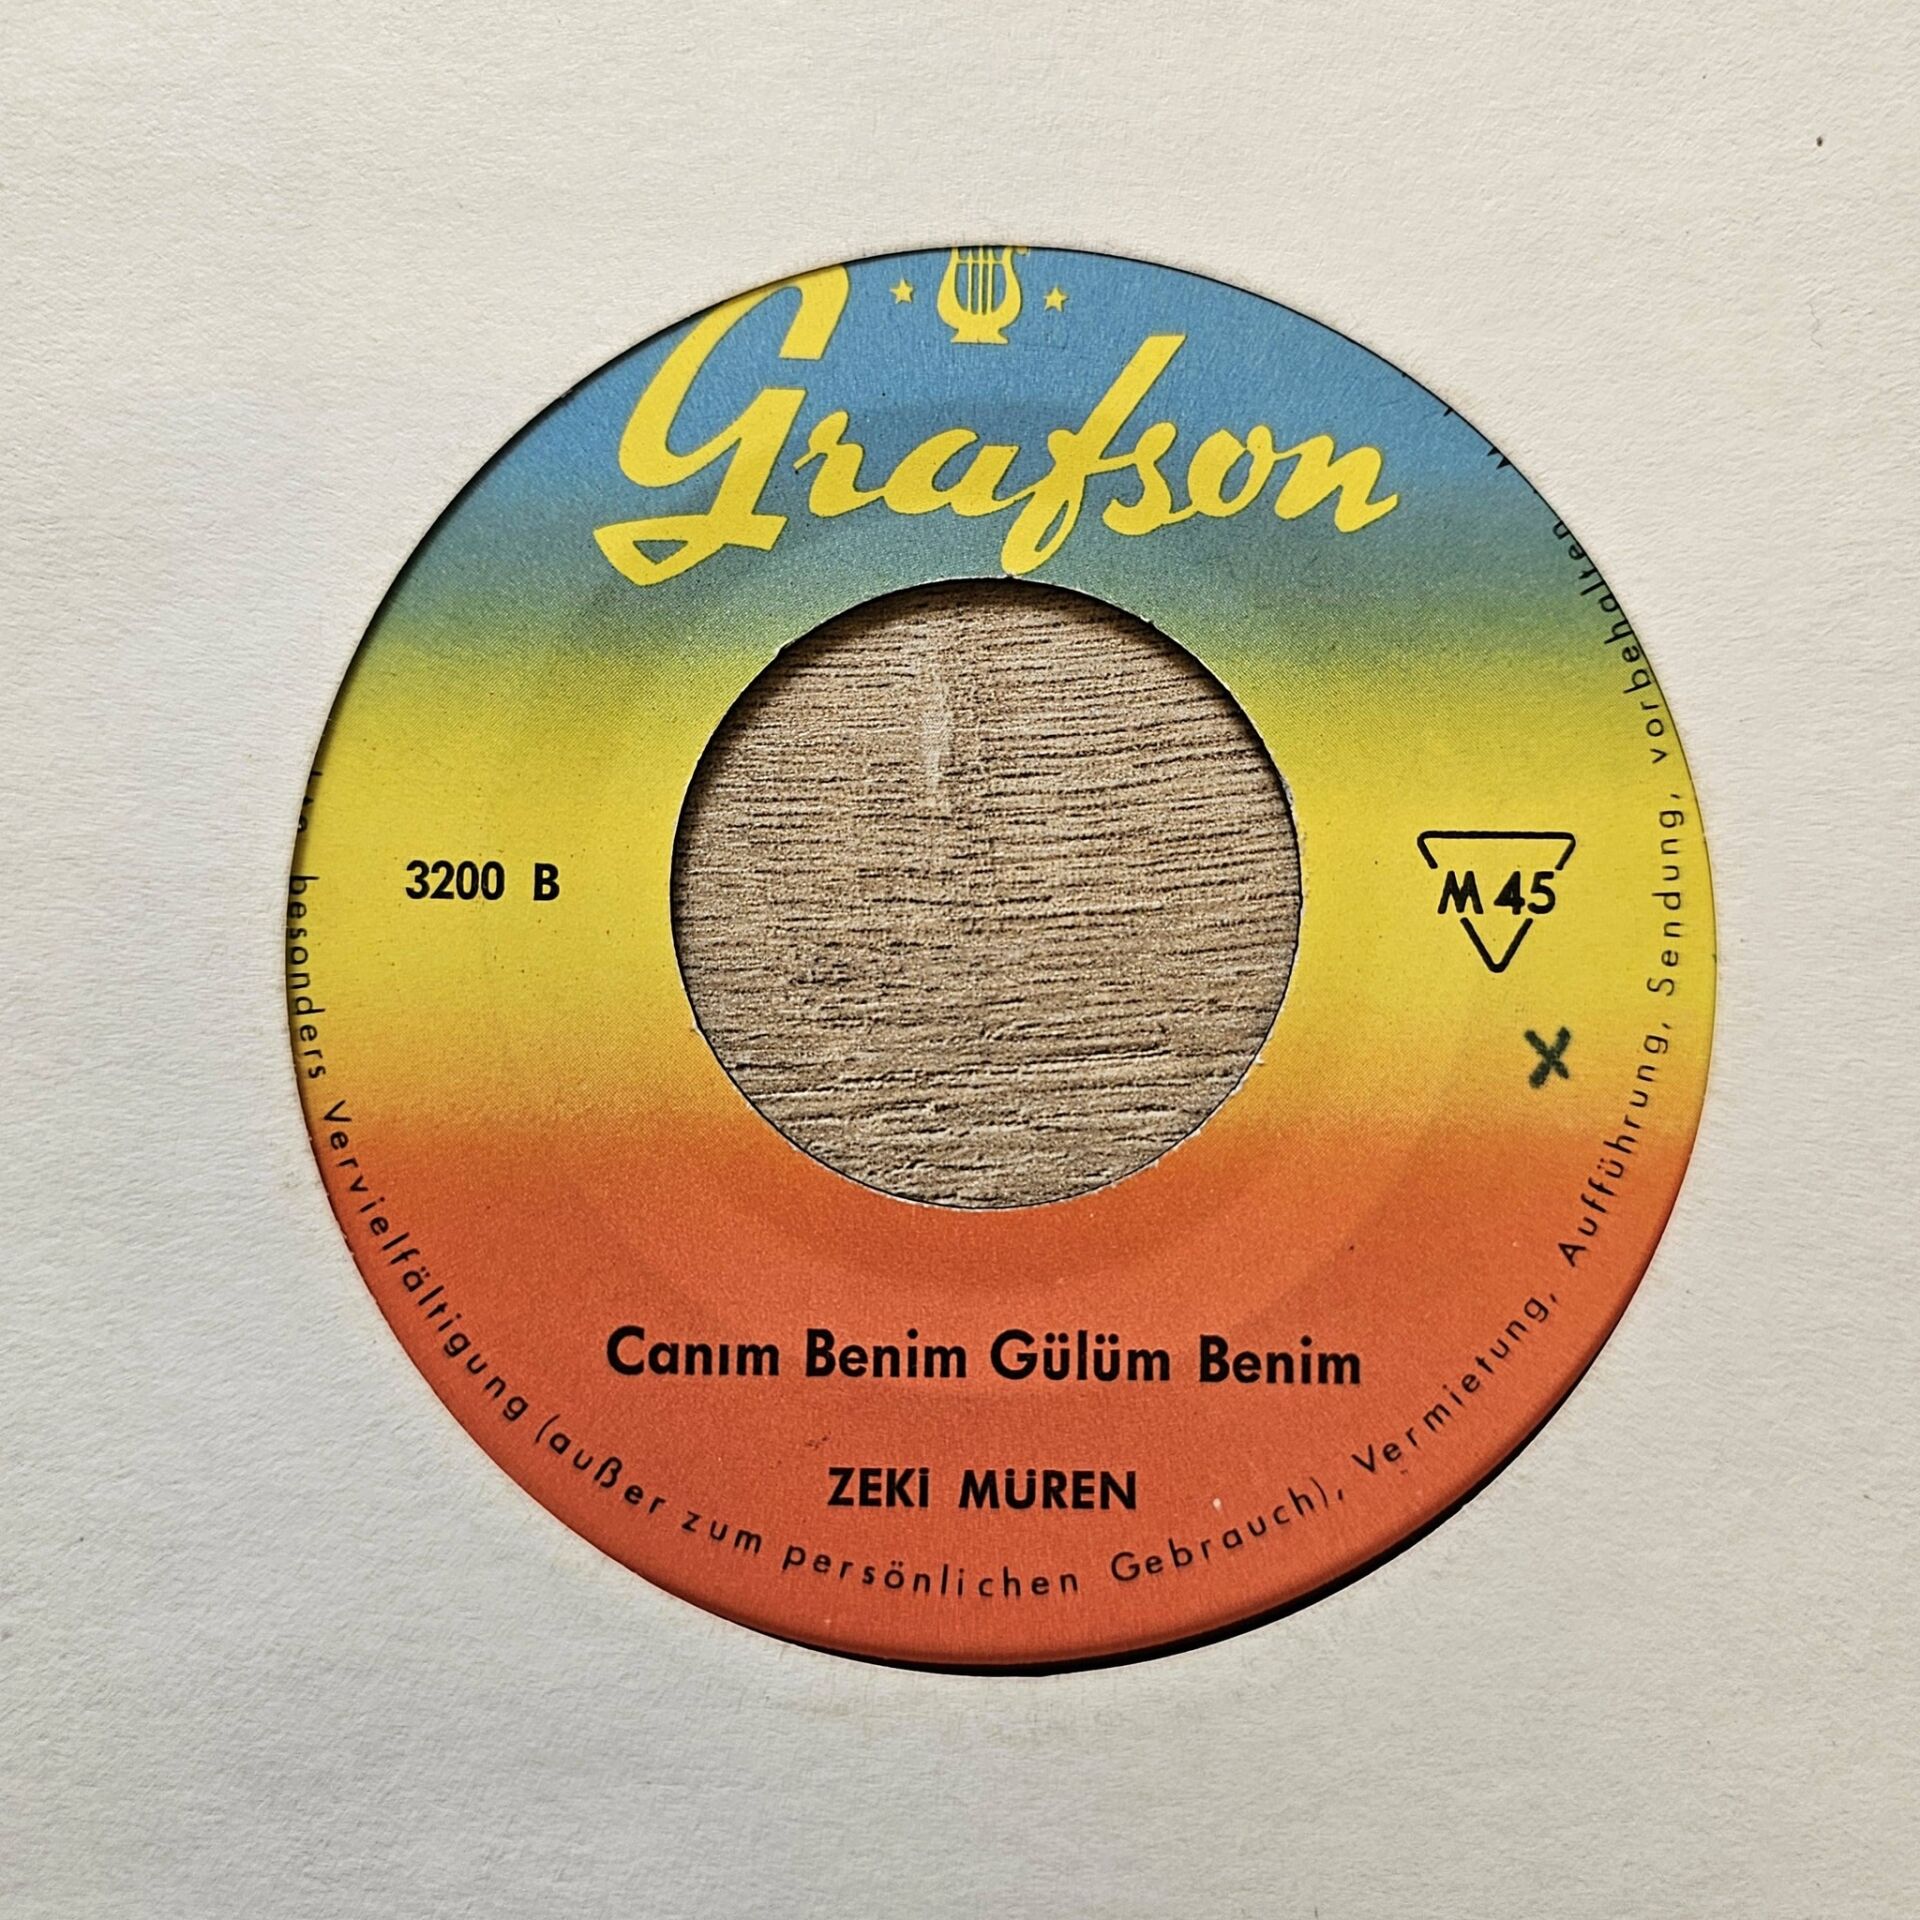 Grafson
3200 B
M 45
Canım Benim Gülüm Benim
ZEKİ MÜREN
besonders Vervielfältigung (außer zum persönlichen Gebrauch), Vermietung, Aufführung, Sendung, vorbehalten